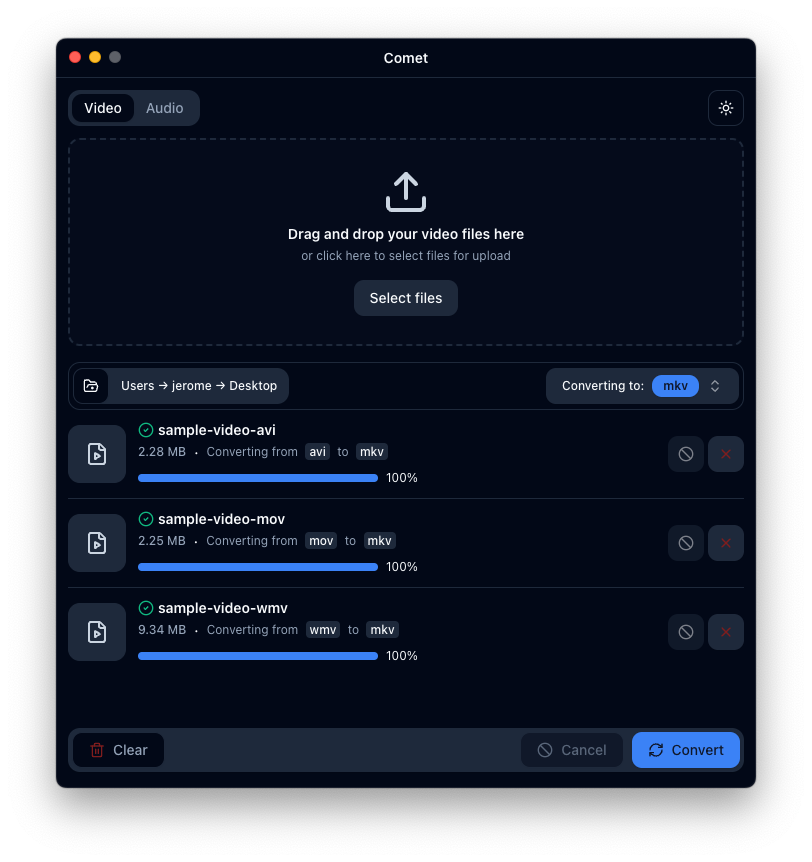 Comet
Video Audio
Drag and drop your video files here
or click here to select files for upload
Select files
Users → jerome → Desktop Converting to: mkv
sample-video-avi
2.28 MB • Converting from avi to mkv
100%
sample-video-mov
2.25 MB • Converting from mov to mkv
100%
sample-video-wmv
9.34 MB • Converting from wmv to mkv
100%
Clear Cancel Convert